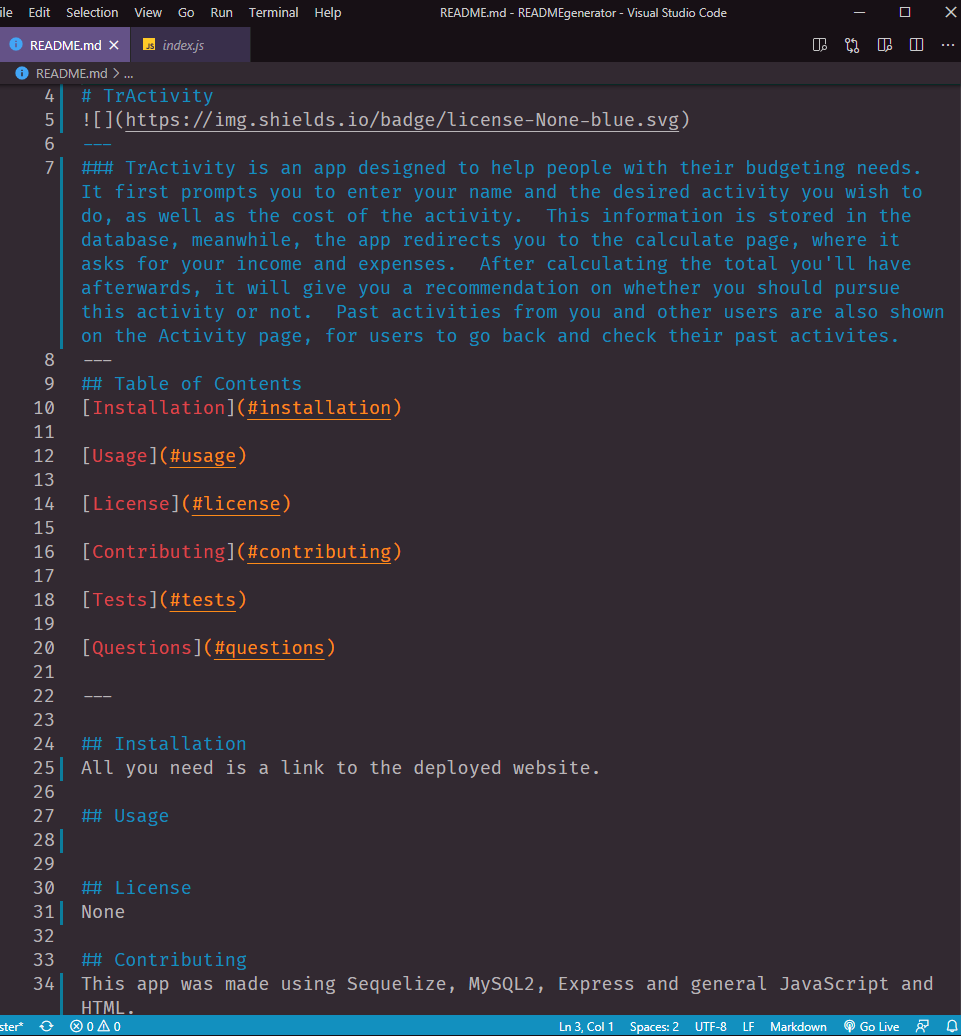 ile Edit Selection View Go Run Terminal Help README.md - READMEgenerator - Visual Studio Code
README.md JS index.js
README.md > ...
4 # TrActivity
5 ![](https://img.shields.io/badge/license-None-blue.svg)
6 ---
7 ### TrActivity is an app designed to help people with their budgeting needs.
It first prompts you to enter your name and the desired activity you wish to
do, as well as the cost of the activity.  This information is stored in the
database, meanwhile, the app redirects you to the calculate page, where it
asks for your income and expenses.  After calculating the total you'll have
afterwards, it will give you a recommendation on whether you should pursue
this activity or not.  Past activities from you and other users are also shown
on the Activity page, for users to go back and check their past activites.
8 ---
9 ## Table of Contents
10 [Installation](#installation)
11
12 [Usage](#usage)
13
14 [License](#license)
15
16 [Contributing](#contributing)
17
18 [Tests](#tests)
19
20 [Questions](#questions)
21
22 ---
23
24 ## Installation
25 All you need is a link to the deployed website.
26
27 ## Usage
28
29
30 ## License
31 None
32
33 ## Contributing
34 This app was made using Sequelize, MySQL2, Express and general JavaScript and
HTML.
ster* 0 0 Ln 3, Col 1 Spaces: 2 UTF-8 LF Markdown Go Live